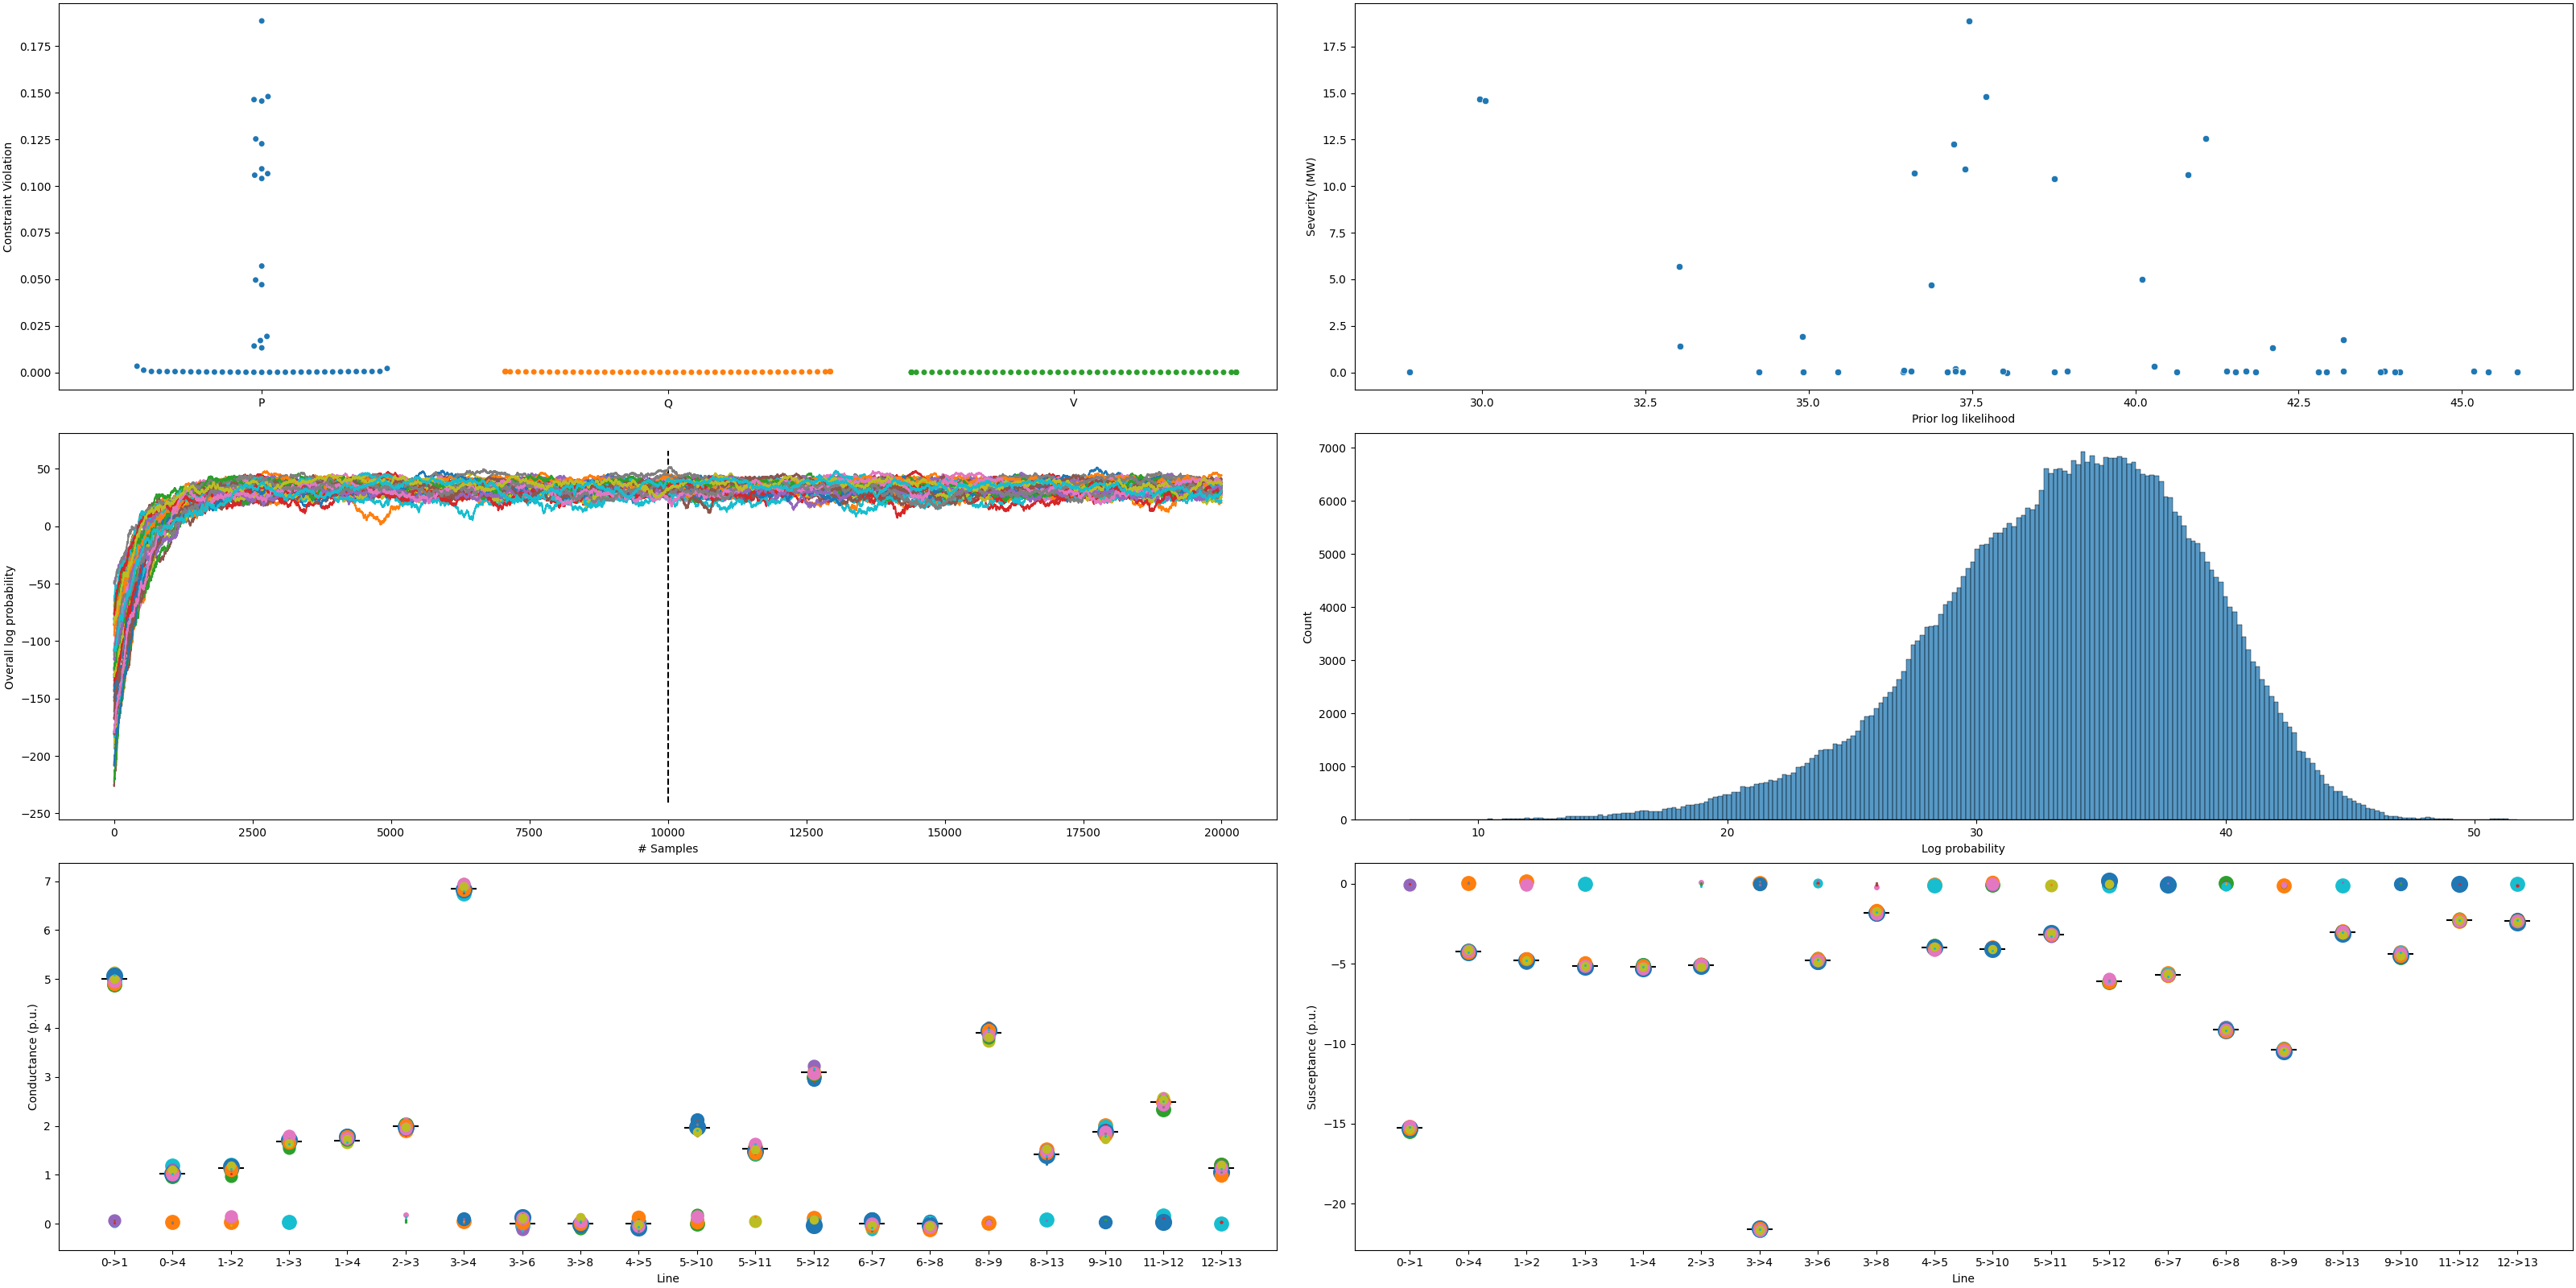 Constraint Violation
0.175
0.150
0.125
0.100
0.075
0.050
0.025
0.000
P Q V
Severity (MW)
17.5
15.0
12.5
10.0
7.5
5.0
2.5
0.0
30.0 32.5 35.0 37.5 40.0 42.5 45.0
Prior log likelihood
Overall log probability
50
0
−50
−100
−150
−200
−250
0 2500 5000 7500 10000 12500 15000 17500 20000
# Samples
Count
7000
6000
5000
4000
3000
2000
1000
0
10 20 30 40 50
Log probability
Conductance (p.u.)
7
6
5
4
3
2
1
0
0->1 0->4 1->2 1->3 1->4 2->3 3->4 3->6 3->8 4->5 5->10 5->11 5->12 6->7 6->8 8->9 8->13 9->10 11->12 12->13
Line
Susceptance (p.u.)
0
−5
−10
−15
−20
0->1 0->4 1->2 1->3 1->4 2->3 3->4 3->6 3->8 4->5 5->10 5->11 5->12 6->7 6->8 8->9 8->13 9->10 11->12 12->13
Line